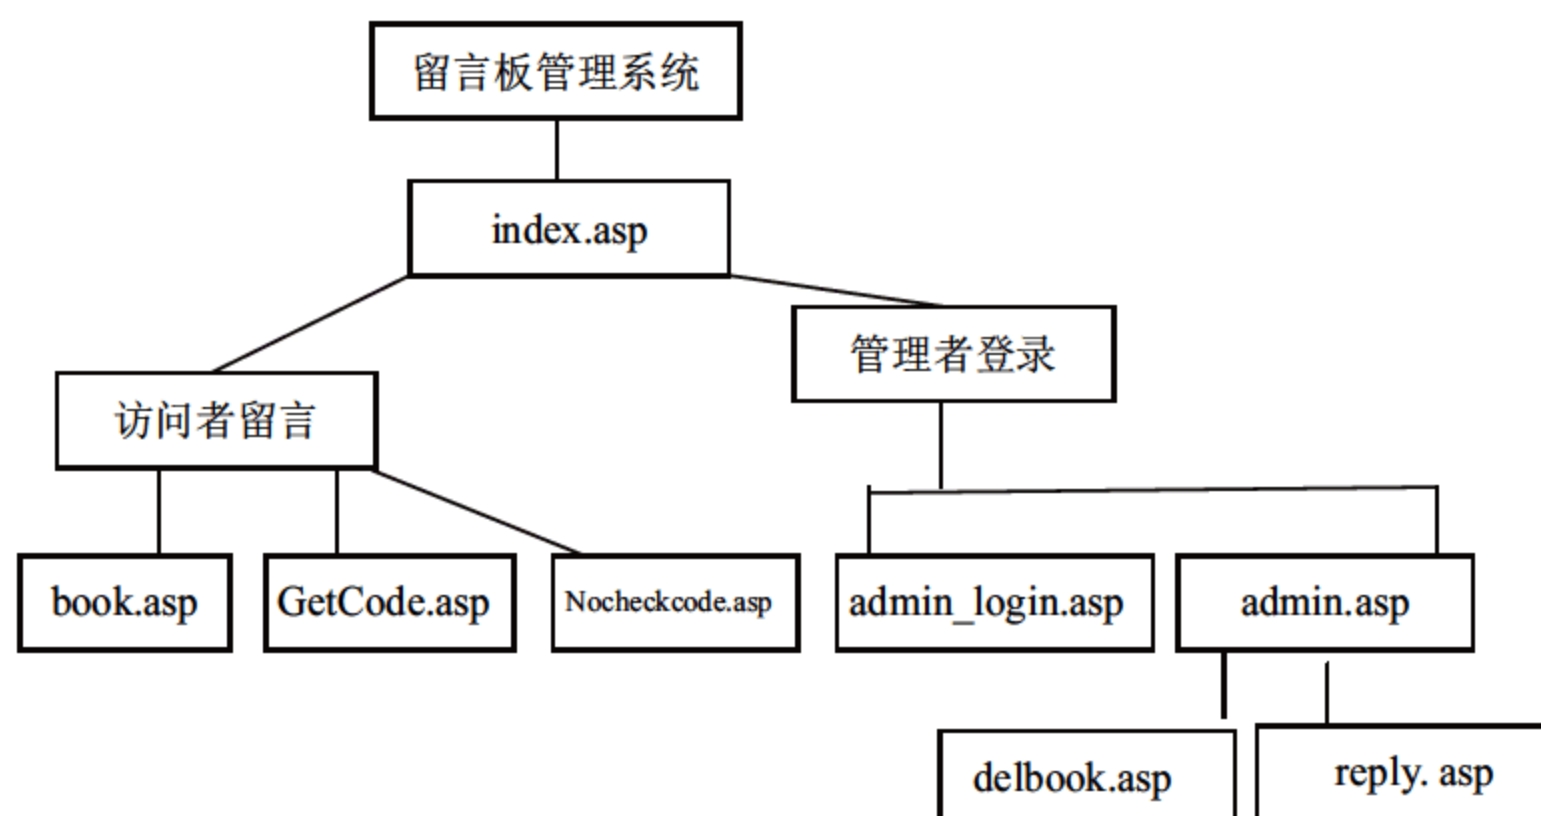 留言板管理系统
index.asp
管理者登录
访问者留言
book.asp
GetCode.asp
Nocheckcode.asp
admin_login.asp
admin.asp
delbook.asp
reply. asp